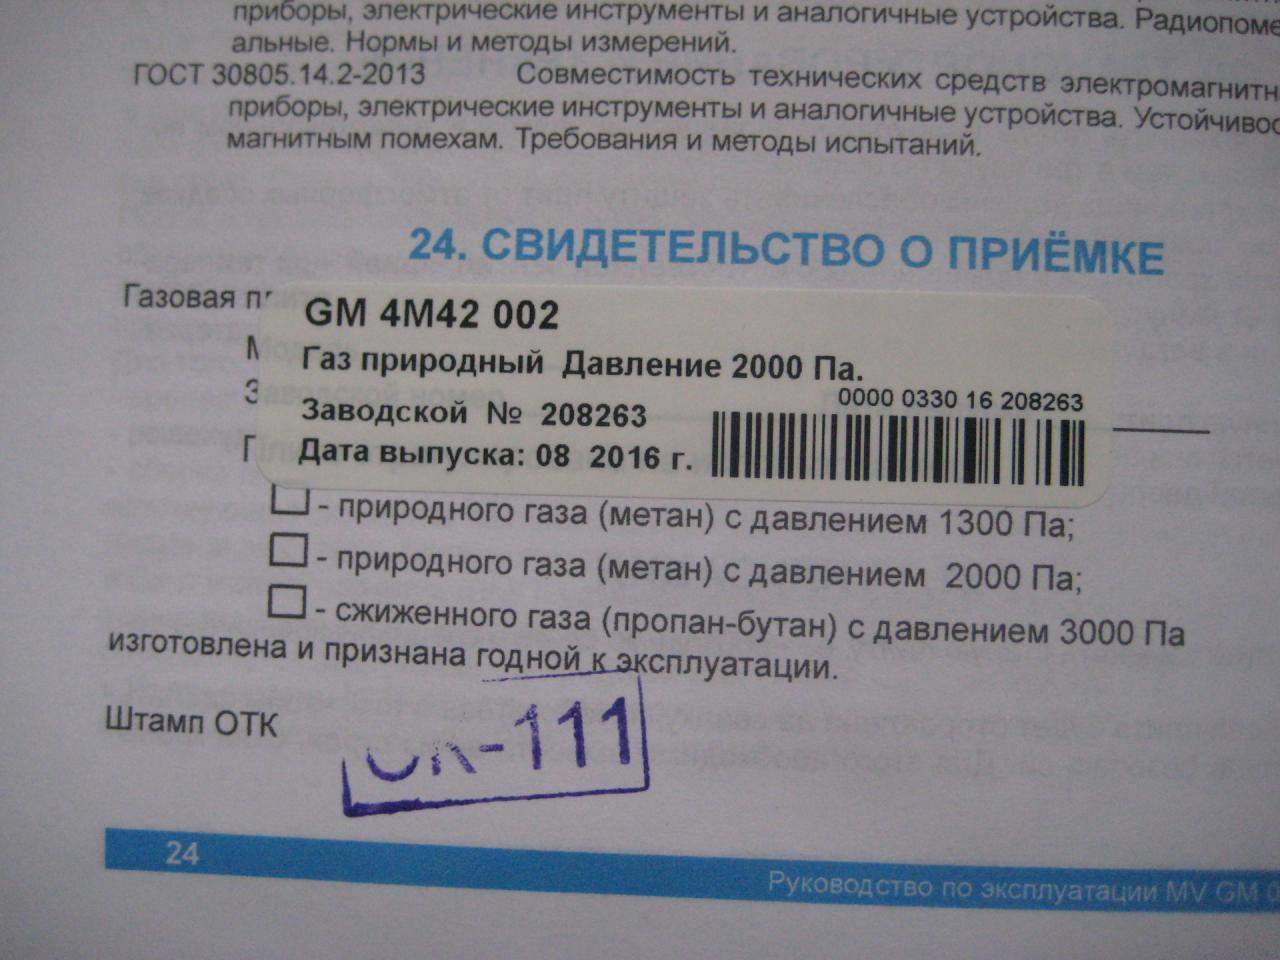 приборы, электрические инструменты и аналогичные устройства. Радиопоме
альные. Нормы и методы измерений.
ГОСТ 30805.14.2-2013 Совместимость технических средств электромагнитн
приборы, электрические инструменты и аналогичные устройства. Устойчивос
магнитным помехам. Требования и методы испытаний.
24. СВИДЕТЕЛЬСТВО О ПРИЁМКЕ
Газовая п
GM 4M42 002
Газ природный Давление 2000 Па.
0000 0330 16 208263
Заводской № 208263
Дата выпуска: 08 2016 г.
- природного газа (метан) с давлением 1300 Па;
- природного газа (метан) с давлением 2000 Па;
- сжиженного газа (пропан-бутан) с давлением 3000 Па
изготовлена и признана годной к эксплуатации.
Штамп ОТК
ОК-111
24
Руководство по эксплуатации MV GM 0